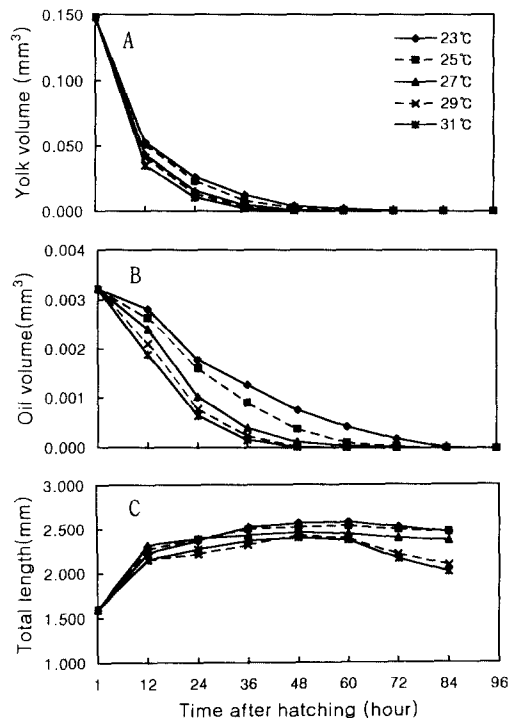 A
Yolk volume (mm³)
0.150
0.100
0.050
0.000
23℃
25℃
27℃
29℃
31℃
B
Oil volume(mm³)
0.004
0.003
0.002
0.001
0.000
C
Total length(mm)
3.000
2.500
2.000
1.500
1.000
1 12 24 36 48 60 72 84 96
Time after hatching (hour)